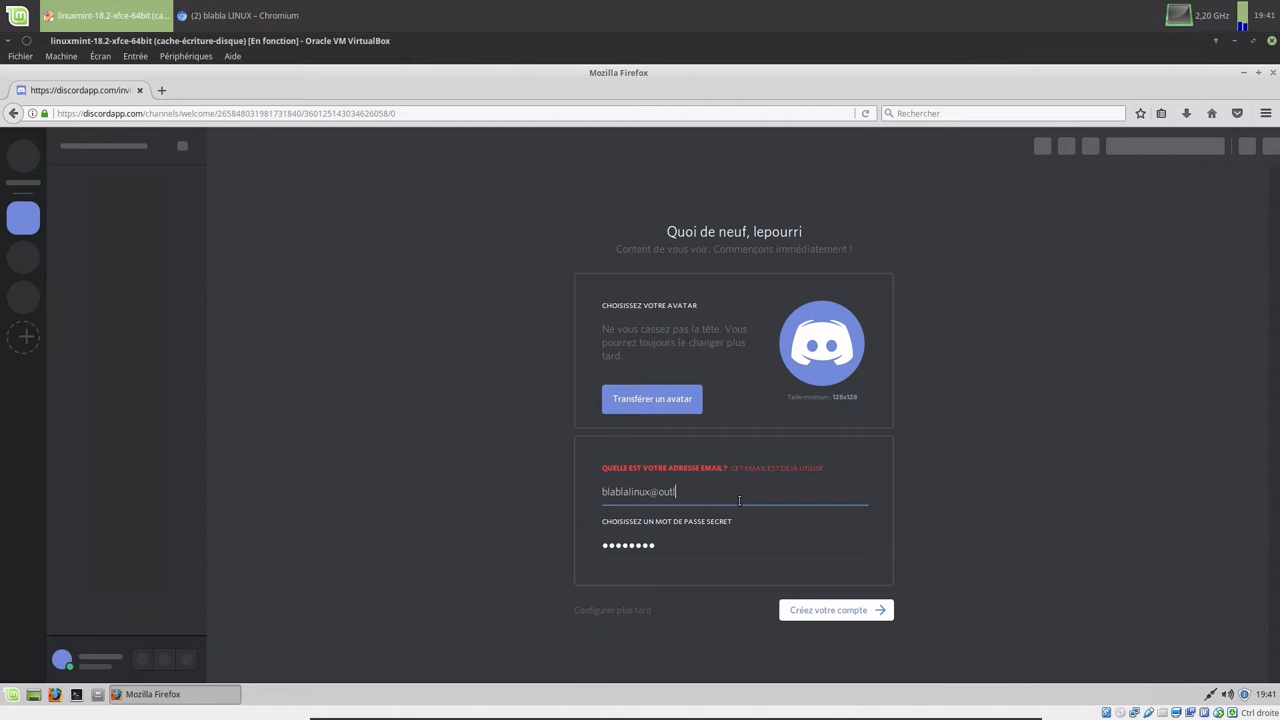 linuxmint-18.2-xfce-64bit (ca...
(2) blabla LINUX – Chromium
2,20 GHz
19:41
linuxmint-18.2-xfce-64bit (cache-écriture-disque) [En fonction] - Oracle VM VirtualBox
Fichier Machine Écran Entrée Périphériques Aide
Mozilla Firefox
https://discordapp.com/invi
https://discordapp.com/channels/welcome/265848031981731840/360125143034626058/0
Rechercher
Quoi de neuf, lepourri
Content de vous voir. Commençons immédiatement !
CHOISISSEZ VOTRE AVATAR
Ne vous cassez pas la tête. Vous
pourrez toujours le changer plus
tard.
Transférer un avatar
Taille minimum : 128x128
QUELLE EST VOTRE ADRESSE EMAIL ? CET EMAIL EST DÉJÀ UTILISÉ.
blablalinux@outl
CHOISISSEZ UN MOT DE PASSE SECRET
Configurer plus tard
Créez votre compte
Mozilla Firefox
19:41
Ctrl droite